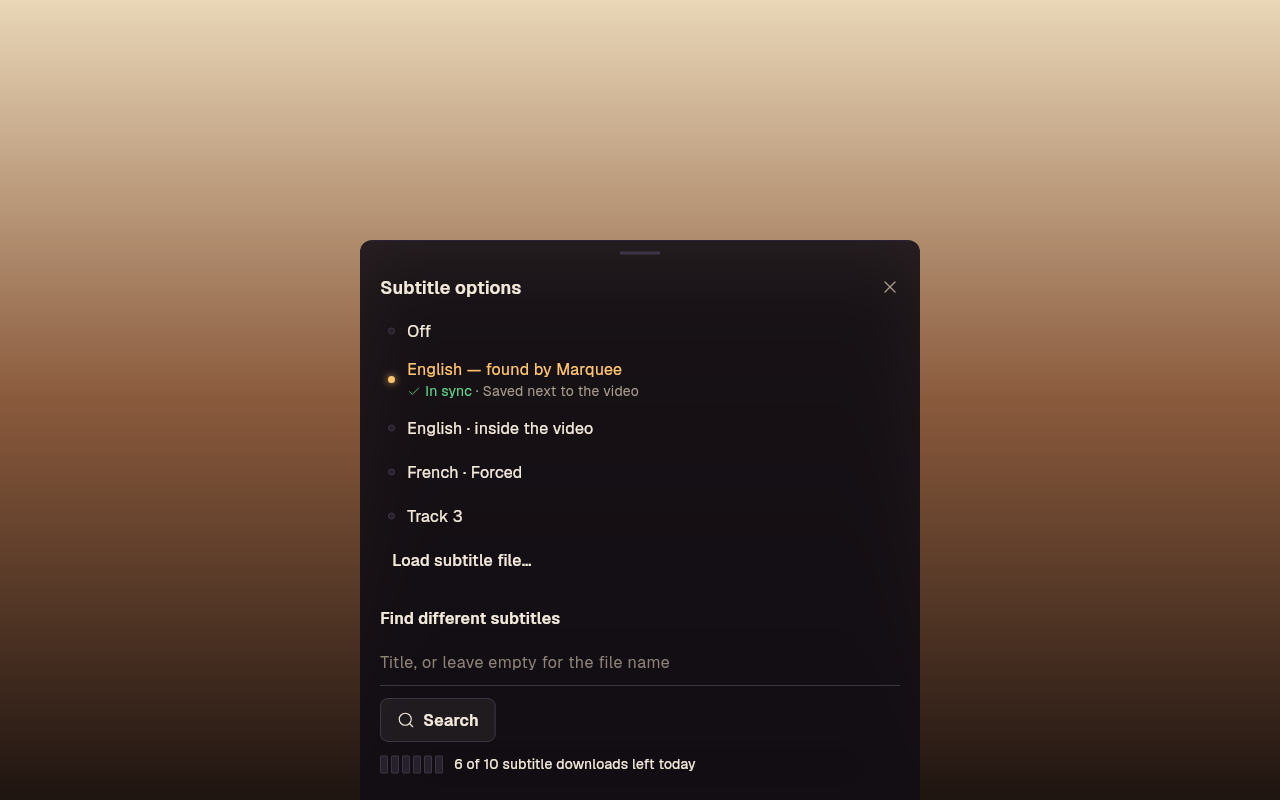 Subtitle options
Off
English — found by Marquee
In sync · Saved next to the video
English · inside the video
French · Forced
Track 3
Load subtitle file…
Find different subtitles
Title, or leave empty for the file name
Search
6 of 10 subtitle downloads left today